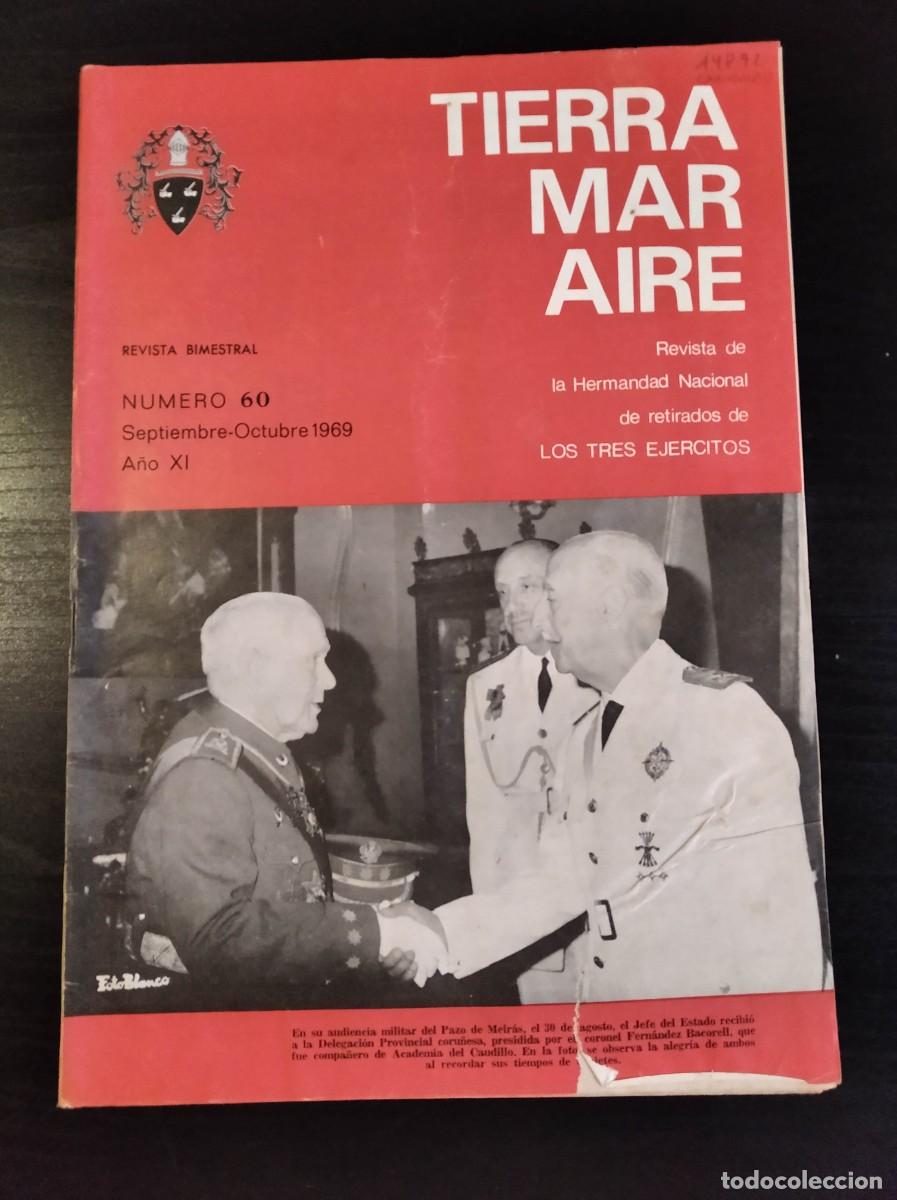 14892
TIERRA
MAR
AIRE
REVISTA BIMESTRAL
NUMERO 60
Septiembre-Octubre 1969
Año XI
Revista de
la Hermandad Nacional
de retirados de
LOS TRES EJERCITOS
Foto Blanco
En su audiencia militar del Pazo de Meirás, el 30 de agosto, el Jefe del Estado recibió
a la Delegación Provincial coruñesa, presidida por el coronel Fernández Bacorell, que
fue compañero de Academia del Caudillo. En la foto se observa la alegría de ambos
al recordar sus tiempos de
todocoleccion